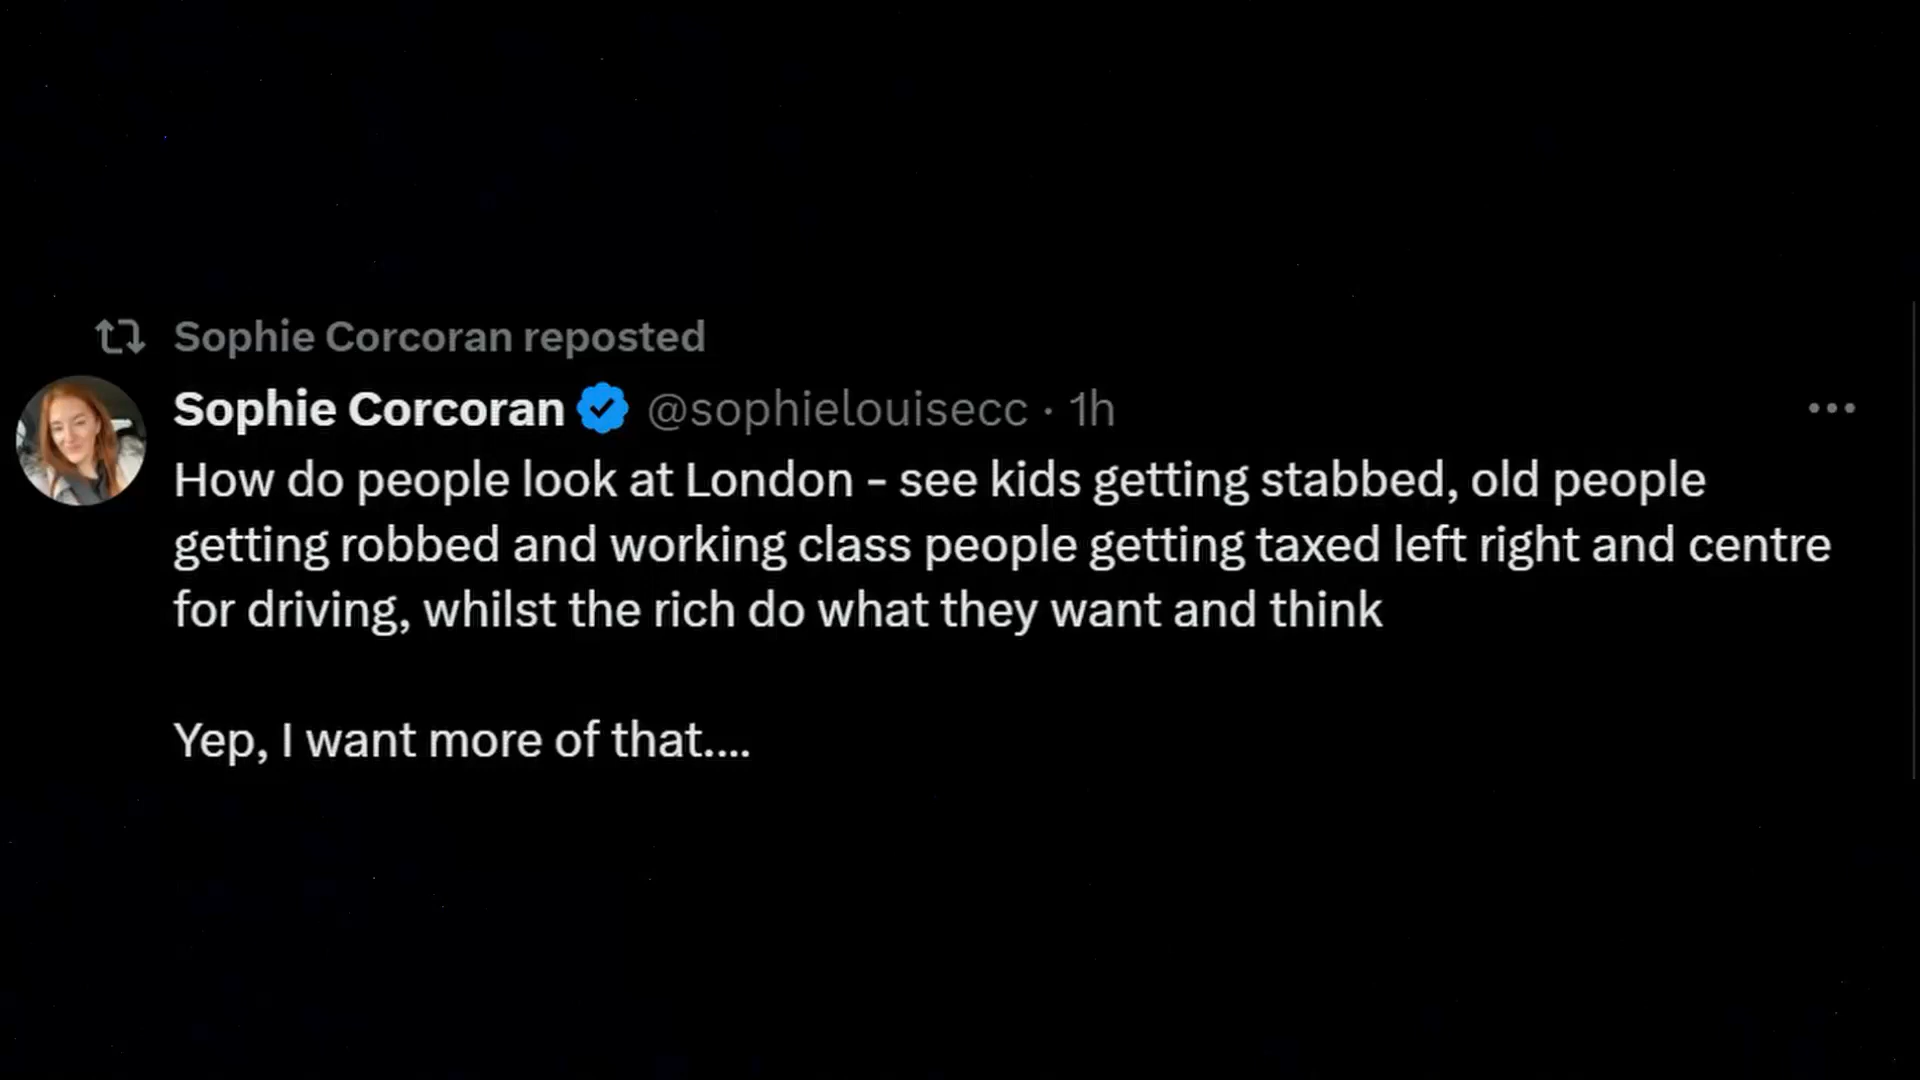 Sophie Corcoran reposted
Sophie Corcoran @sophielouisecc · 1h
How do people look at London - see kids getting stabbed, old people
getting robbed and working class people getting taxed left right and centre
for driving, whilst the rich do what they want and think
Yep, I want more of that....